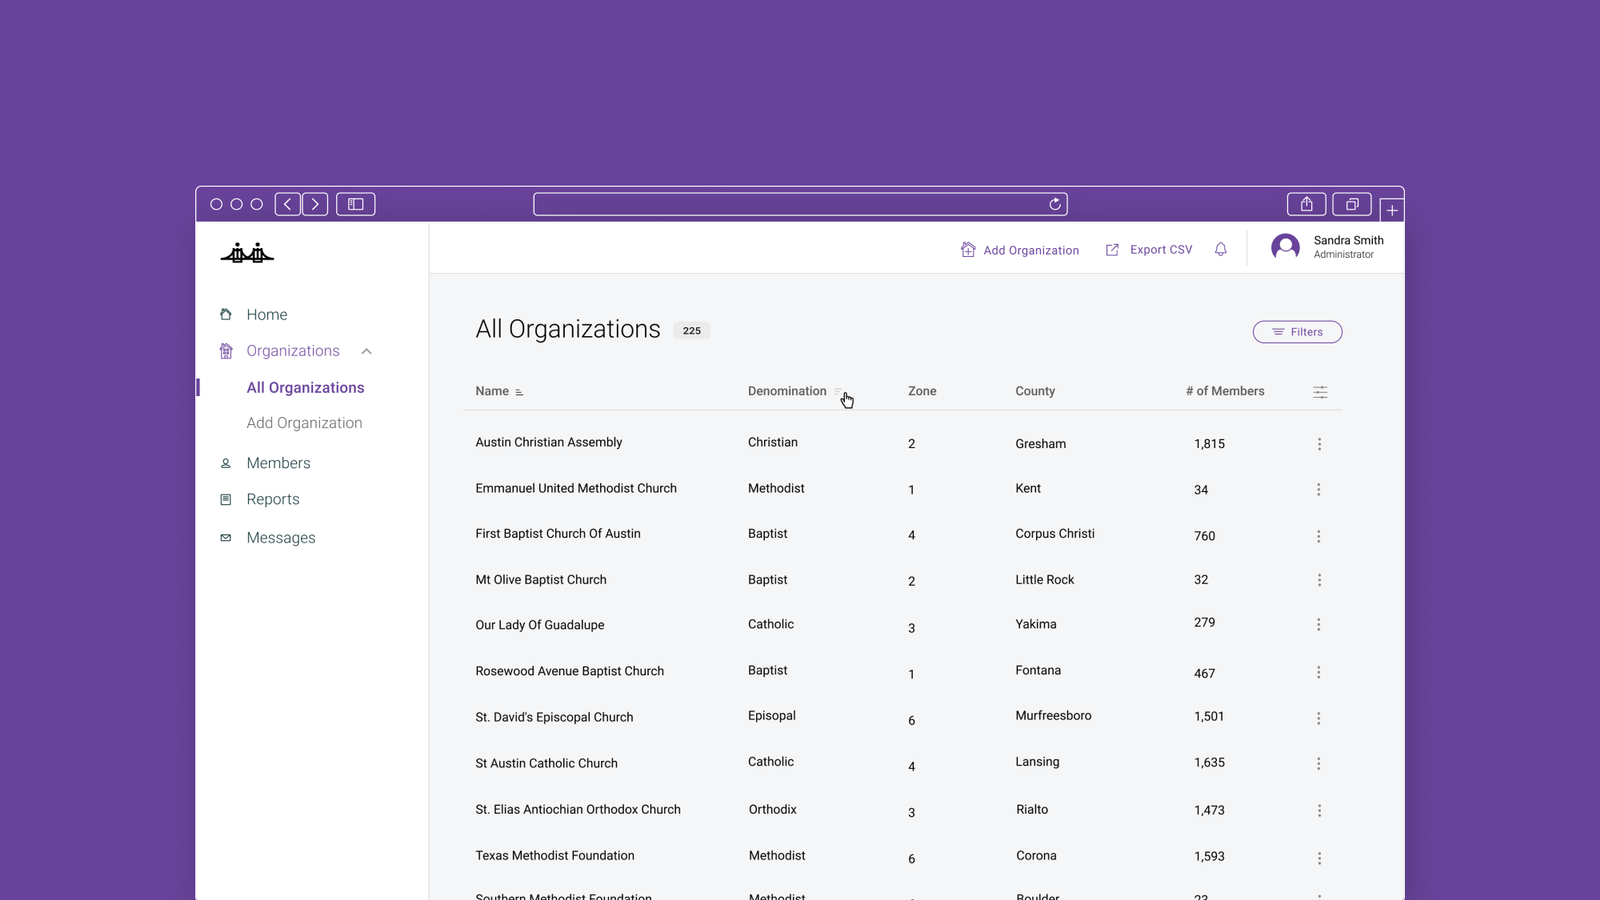 Add Organization
Export CSV
Sandra Smith
Administrator
Home
Organizations
All Organizations
Add Organization
Members
Reports
Messages
All Organizations 225
Filters
Name Denomination Zone County # of Members
Austin Christian Assembly Christian 2 Gresham 1,815
Emmanuel United Methodist Church Methodist 1 Kent 34
First Baptist Church Of Austin Baptist 4 Corpus Christi 760
Mt Olive Baptist Church Baptist 2 Little Rock 32
Our Lady Of Guadalupe Catholic 3 Yakima 279
Rosewood Avenue Baptist Church Baptist 1 Fontana 467
St. David's Episcopal Church Episopal 6 Murfreesboro 1,501
St Austin Catholic Church Catholic 4 Lansing 1,635
St. Elias Antiochian Orthodox Church Orthodix 3 Rialto 1,473
Texas Methodist Foundation Methodist 6 Corona 1,593
Southern Methodist Foundation Methodist Boulder 23